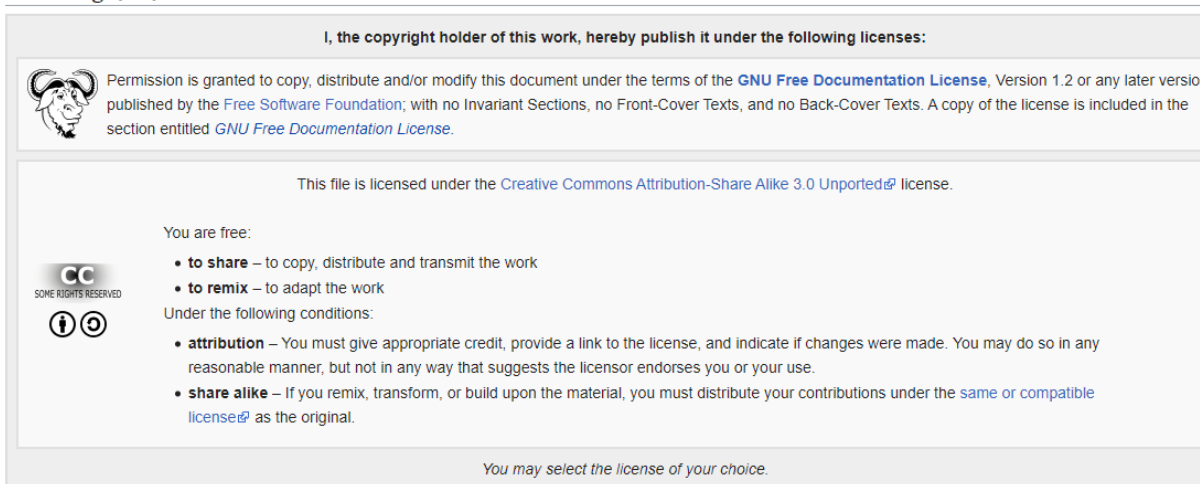 I, the copyright holder of this work, hereby publish it under the following licenses:
Permission is granted to copy, distribute and/or modify this document under the terms of the GNU Free Documentation License, Version 1.2 or any later versio
published by the Free Software Foundation; with no Invariant Sections, no Front-Cover Texts, and no Back-Cover Texts. A copy of the license is included in the
section entitled GNU Free Documentation License.
This file is licensed under the Creative Commons Attribution-Share Alike 3.0 Unported license.
You are free:
• to share – to copy, distribute and transmit the work
• to remix – to adapt the work
CC
SOME RIGHTS RESERVED
Under the following conditions:
• attribution – You must give appropriate credit, provide a link to the license, and indicate if changes were made. You may do so in any
reasonable manner, but not in any way that suggests the licensor endorses you or your use.
• share alike – If you remix, transform, or build upon the material, you must distribute your contributions under the same or compatible
license as the original.
You may select the license of your choice.